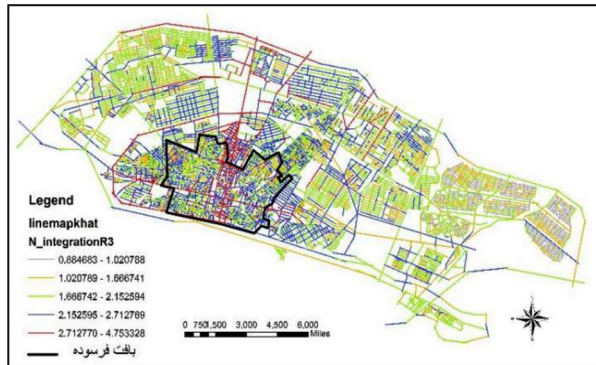 Legend
linemapkhat
N_integrationR3
0.884683 - 1.020788
1.020789 - 1.666741
1.666742 - 2.152594
2.152595 - 2.712769
2.712770 - 4.753328
بافت فرسوده
0 750 1,500 3,000 4,500 6,000
Miles